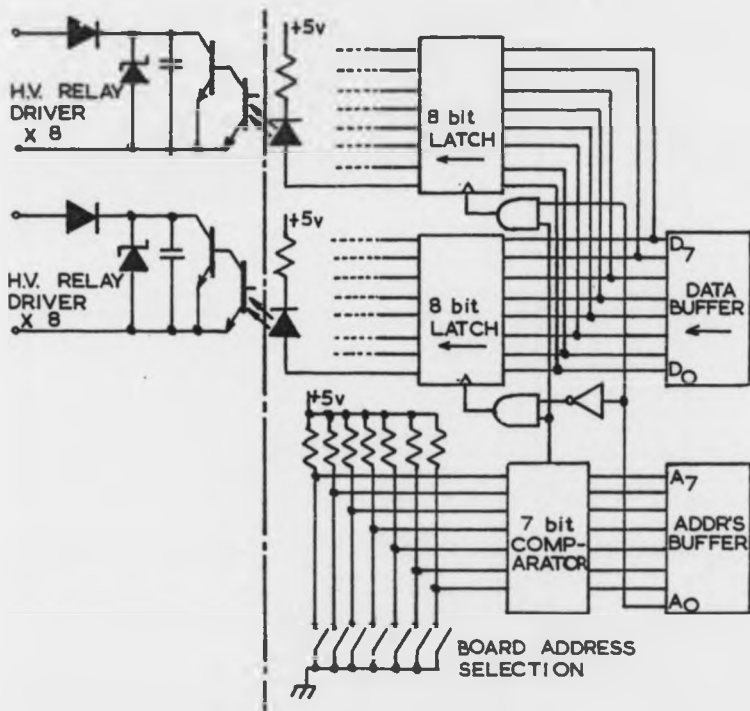 +5v
H.V. RELAY
DRIVER
X 8
8 bit
LATCH
+5v
H.V. RELAY
DRIVER
X 8
8 bit
LATCH
D7
DATA
BUFFER
D0
+5v
7 bit
COMP-
ARATOR
A7
ADDR'S
BUFFER
A0
BOARD ADDRESS
SELECTION